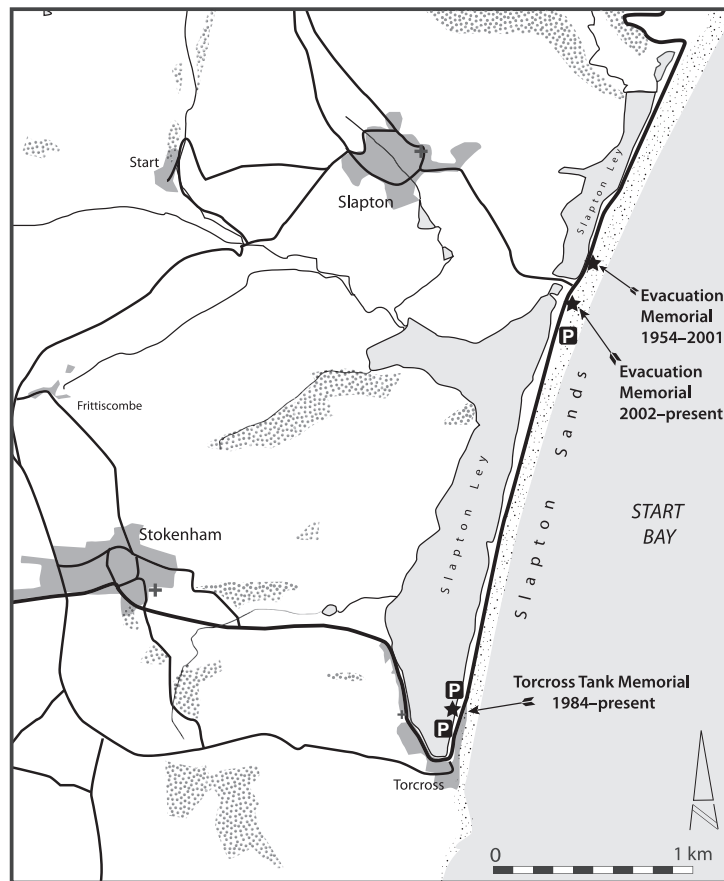 Start
Slapton
Slapton Ley
Evacuation
Memorial
1954–2001
P
Evacuation
Memorial
2002–present
Frittiscombe
Slapton Sands
START
BAY
Stokenham
Slapton Ley
P
Torcross Tank Memorial
1984–present
P
Torcross
N
0 1 km